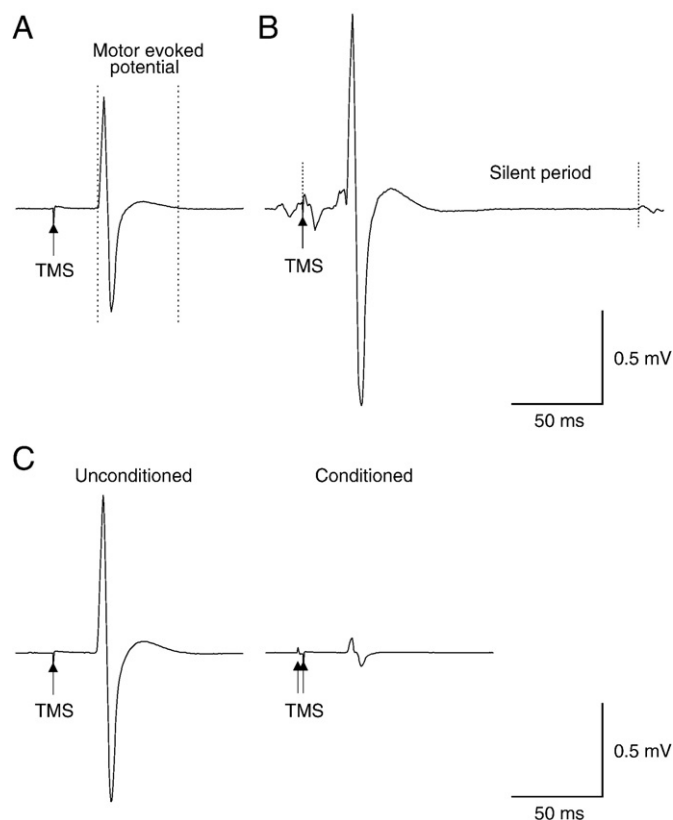 A
B
Motor evoked
potential
Silent period
TMS
TMS
0.5 mV
50 ms
C
Unconditioned
Conditioned
TMS
TMS
0.5 mV
50 ms